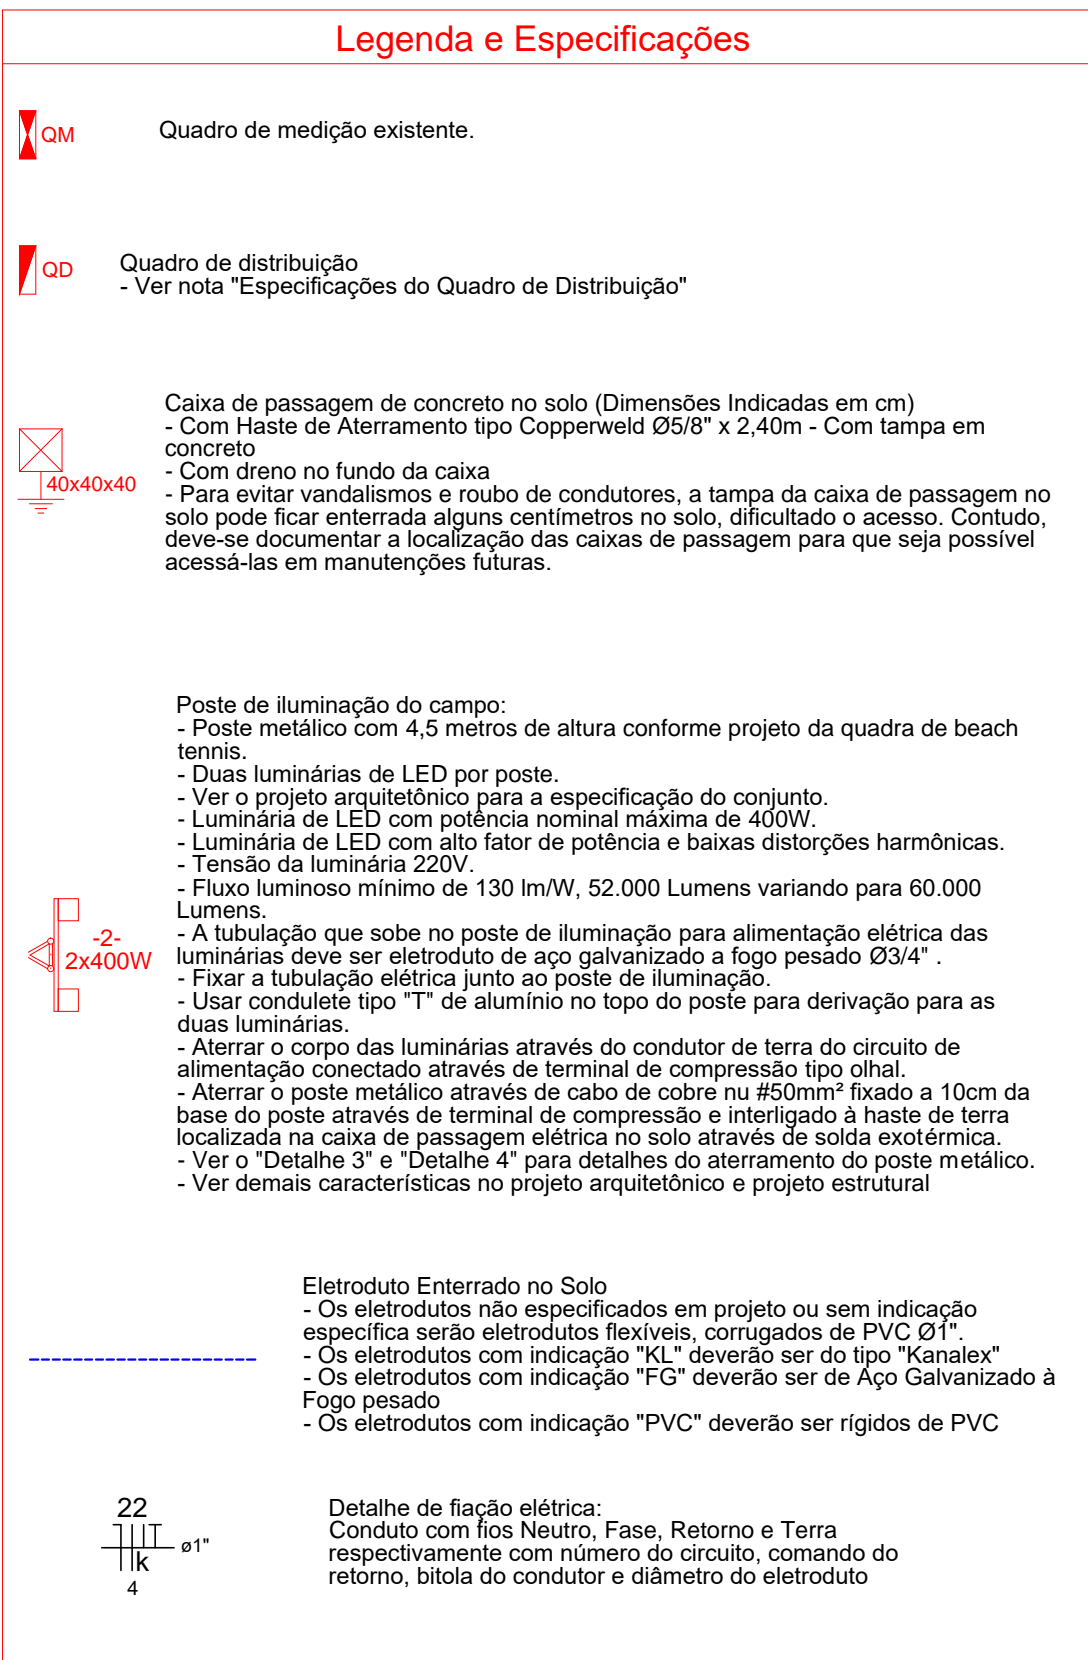 Legenda e Especificações
QM
Quadro de medição existente.
QD
Quadro de distribuição
- Ver nota "Especificações do Quadro de Distribuição"
40x40x40
Caixa de passagem de concreto no solo (Dimensões Indicadas em cm)
- Com Haste de Aterramento tipo Copperweld Ø5/8" x 2,40m - Com tampa em
concreto
- Com dreno no fundo da caixa
- Para evitar vandalismos e roubo de condutores, a tampa da caixa de passagem no
solo pode ficar enterrada alguns centímetros no solo, dificultado o acesso. Contudo,
deve-se documentar a localização das caixas de passagem para que seja possível
acessá-las em manutenções futuras.
-2-
2x400W
Poste de iluminação do campo:
- Poste metálico com 4,5 metros de altura conforme projeto da quadra de beach
tennis.
- Duas luminárias de LED por poste.
- Ver o projeto arquitetônico para a especificação do conjunto.
- Luminária de LED com potência nominal máxima de 400W.
- Luminária de LED com alto fator de potência e baixas distorções harmônicas.
- Tensão da luminária 220V.
- Fluxo luminoso mínimo de 130 lm/W, 52.000 Lumens variando para 60.000
Lumens.
- A tubulação que sobe no poste de iluminação para alimentação elétrica das
luminárias deve ser eletroduto de aço galvanizado a fogo pesado Ø3/4" .
- Fixar a tubulação elétrica junto ao poste de iluminação.
- Usar condulete tipo "T" de alumínio no topo do poste para derivação para as
duas luminárias.
- Aterrar o corpo das luminárias através do condutor de terra do circuito de
alimentação conectado através de terminal de compressão tipo olhal.
- Aterrar o poste metálico através de cabo de cobre nu #50mm² fixado a 10cm da
base do poste através de terminal de compressão e interligado à haste de terra
localizada na caixa de passagem elétrica no solo através de solda exotérmica.
- Ver o "Detalhe 3" e "Detalhe 4" para detalhes do aterramento do poste metálico.
- Ver demais características no projeto arquitetônico e projeto estrutural
Eletroduto Enterrado no Solo
- Os eletrodutos não especificados em projeto ou sem indicação
específica serão eletrodutos flexíveis, corrugados de PVC Ø1".
- Os eletrodutos com indicação "KL" deverão ser do tipo "Kanalex"
- Os eletrodutos com indicação "FG" deverão ser de Aço Galvanizado à
Fogo pesado
- Os eletrodutos com indicação "PVC" deverão ser rígidos de PVC
22
k
ø1"
4
Detalhe de fiação elétrica:
Conduto com fios Neutro, Fase, Retorno e Terra
respectivamente com número do circuito, comando do
retorno, bitola do condutor e diâmetro do eletroduto